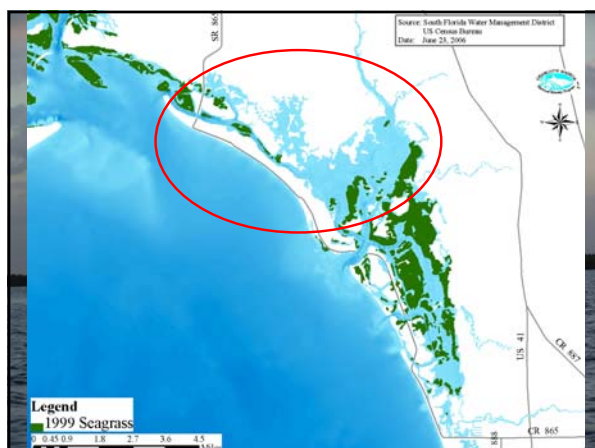 SR 865
Source: South Florida Water Management District
US Census Bureau
Date: June 23, 2006
US 41
CR 887
Legend
1999 Seagrass
0 0.45 0.9 1.8 2.7 3.6 4.5
888
CR 865